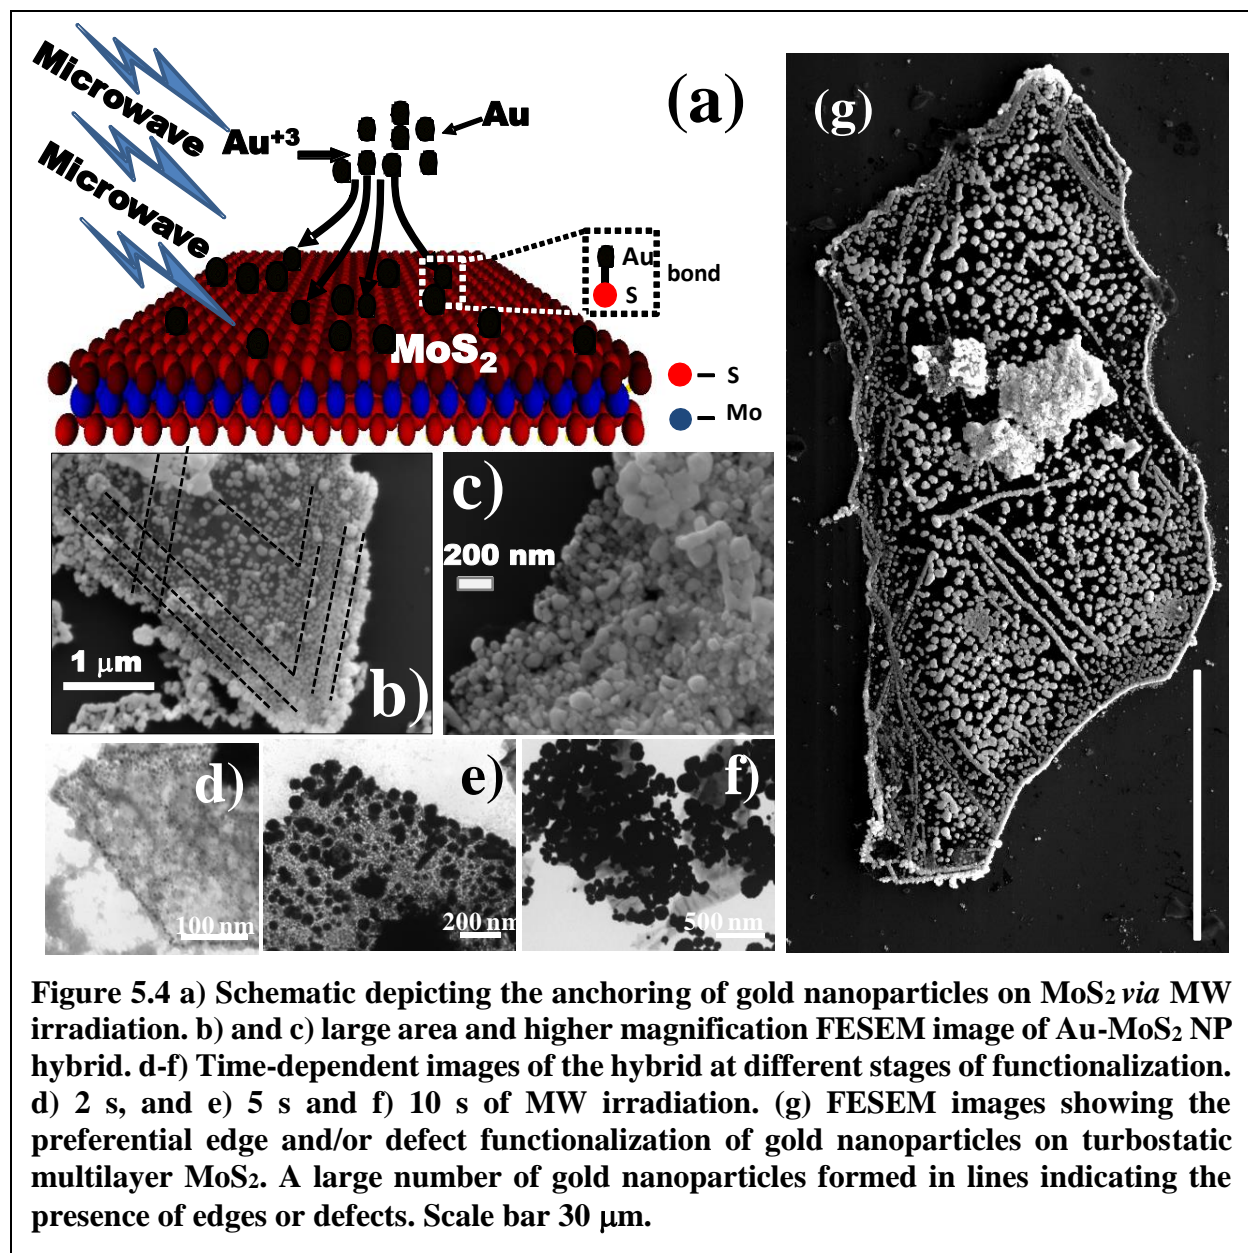 Microwave
Microwave
Au+3
Au
(a)
Au
S
bond
MoS2
S
Mo
b)
1 μm
c)
200 nm
d)
100 nm
e)
200 nm
f)
500 nm
(g)
Figure 5.4 a) Schematic depicting the anchoring of gold nanoparticles on MoS2 via MW
irradiation. b) and c) large area and higher magnification FESEM image of Au-MoS2 NP
hybrid. d-f) Time-dependent images of the hybrid at different stages of functionalization.
d) 2 s, and e) 5 s and f) 10 s of MW irradiation. (g) FESEM images showing the
preferential edge and/or defect functionalization of gold nanoparticles on turbostatic
multilayer MoS2. A large number of gold nanoparticles formed in lines indicating the
presence of edges or defects. Scale bar 30 μm.